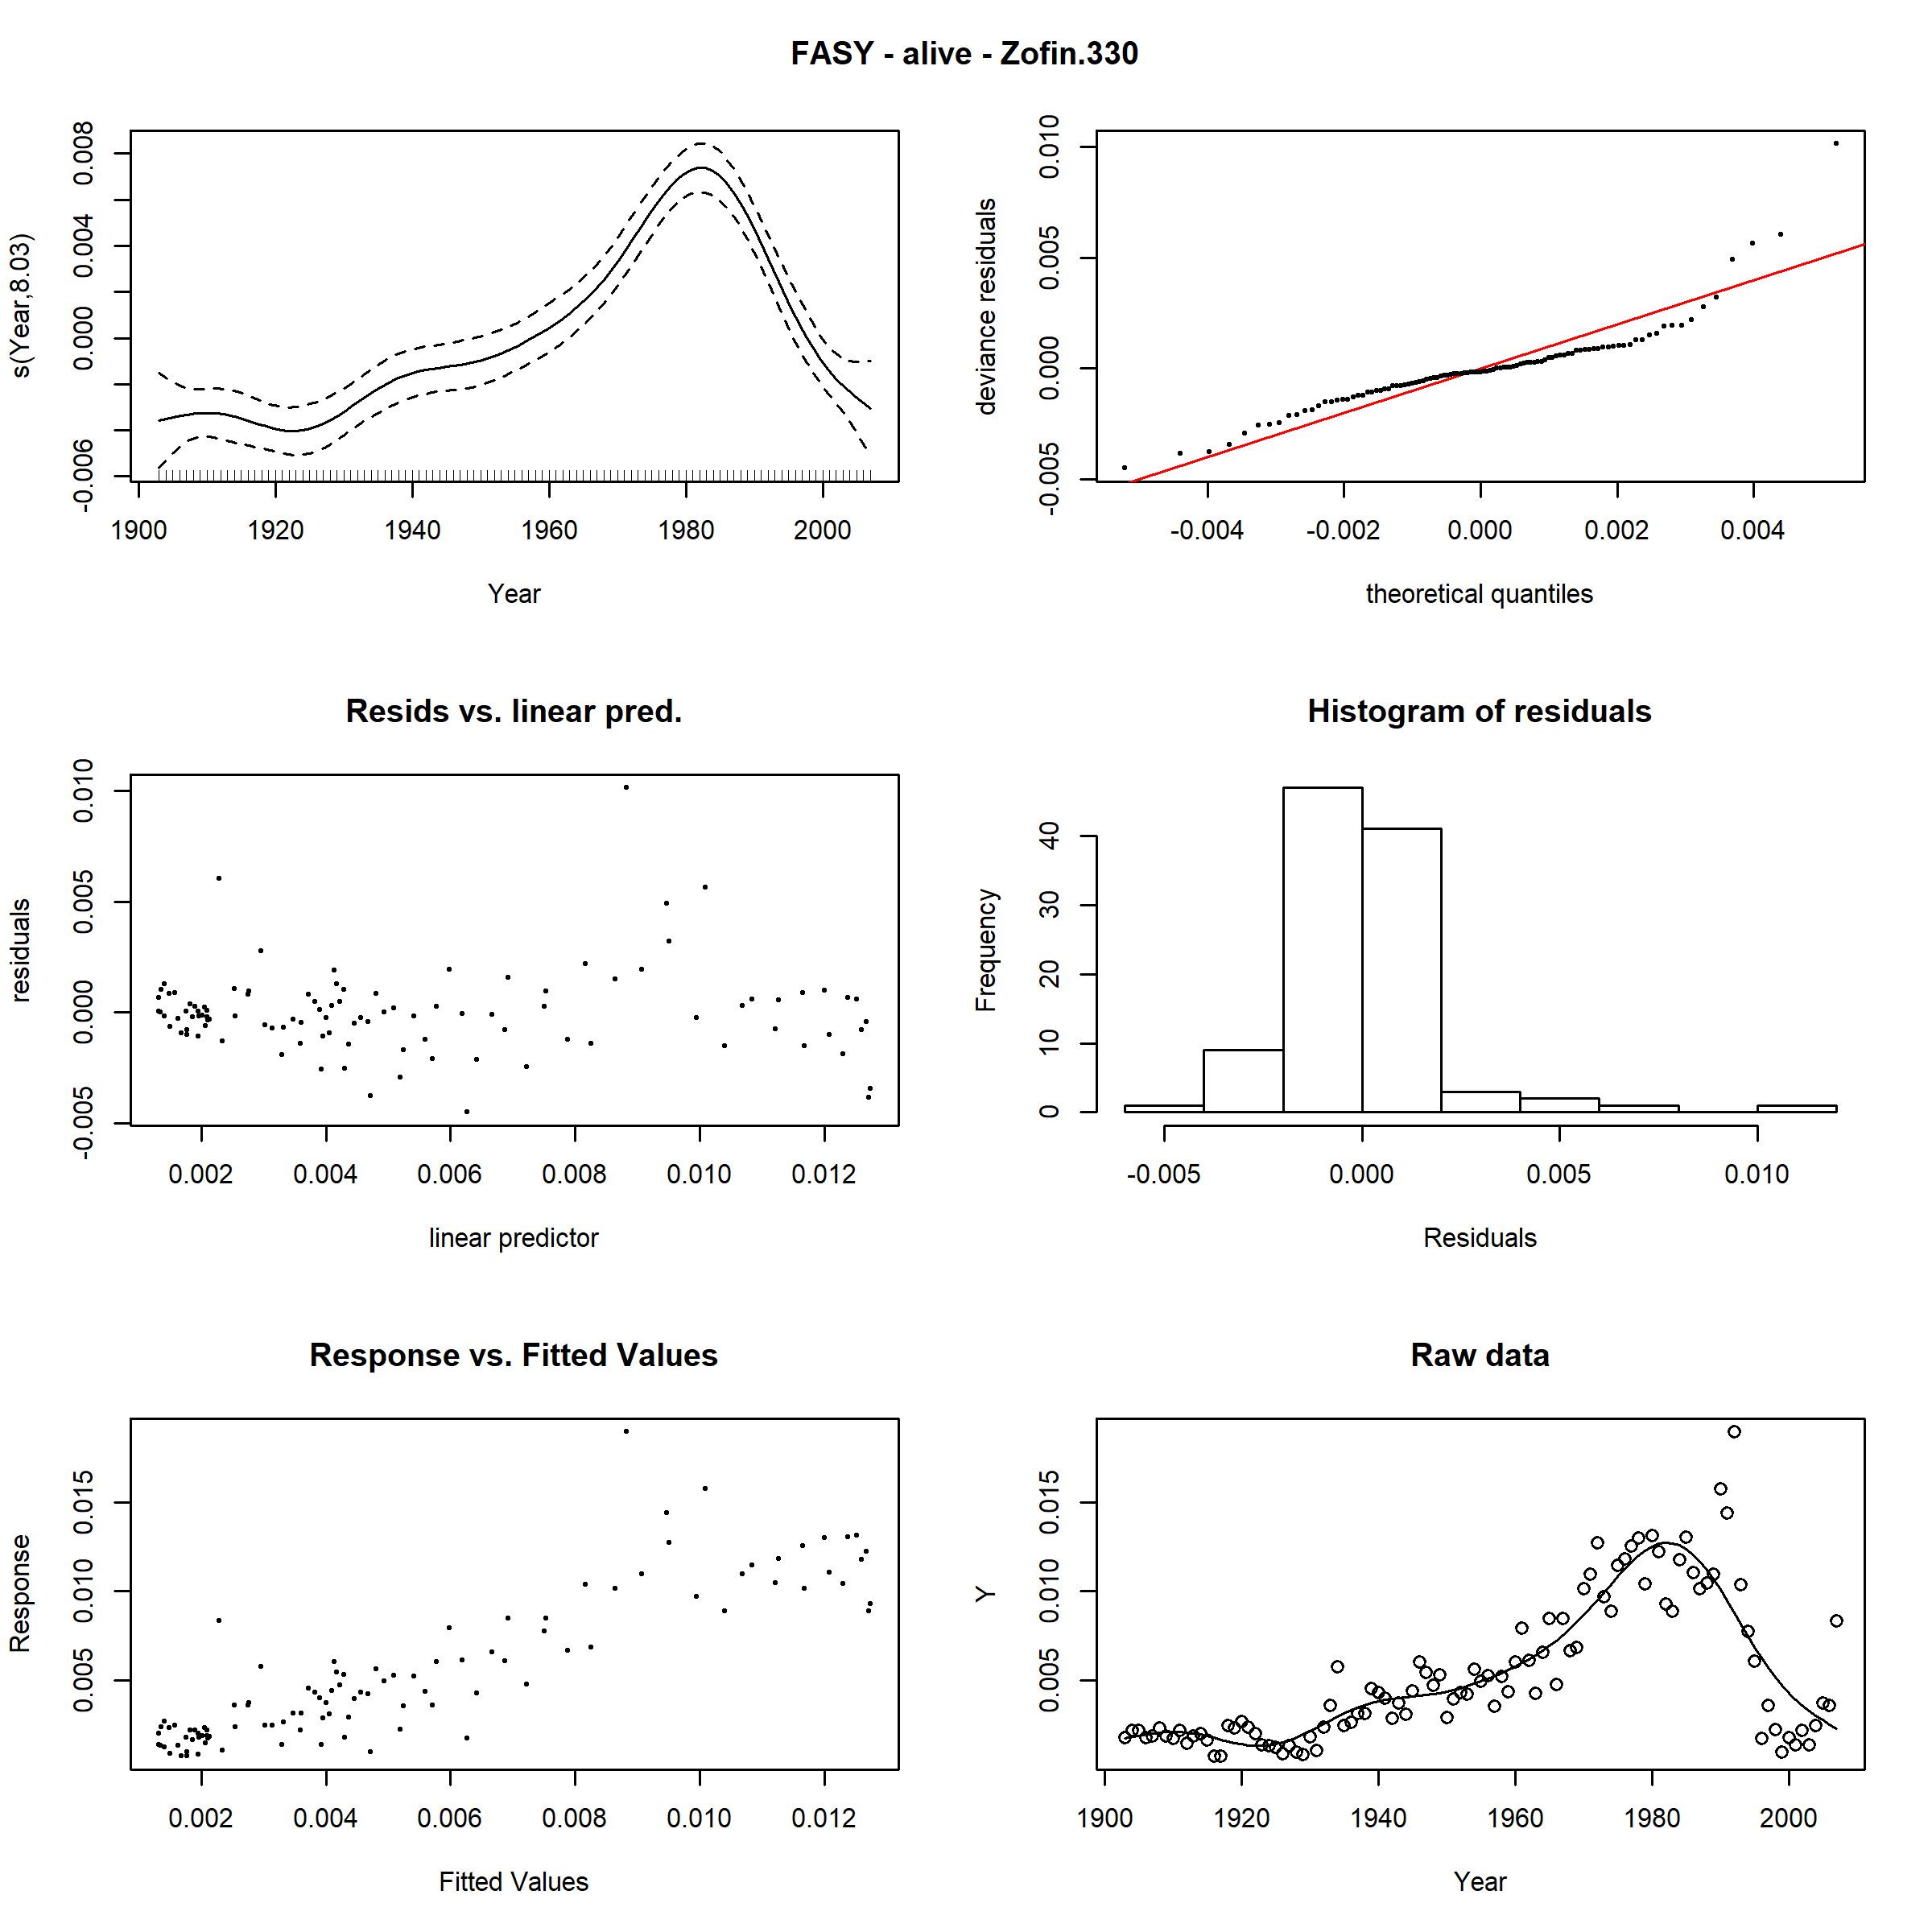 FASY - alive - Zofin.330
s(Year,8.03)
0.008
0.004
0.000
-0.006
1900 1920 1940 1960 1980 2000
Year
deviance residuals
0.010
0.005
0.000
-0.005
-0.004 -0.002 0.000 0.002 0.004
theoretical quantiles
Resids vs. linear pred.
residuals
0.010
0.005
0.000
-0.005
0.002 0.004 0.006 0.008 0.010 0.012
linear predictor
Histogram of residuals
Frequency
40
30
20
10
0
-0.005 0.000 0.005 0.010
Residuals
Response vs. Fitted Values
Response
0.015
0.010
0.005
0.002 0.004 0.006 0.008 0.010 0.012
Fitted Values
Raw data
Y
0.015
0.010
0.005
1900 1920 1940 1960 1980 2000
Year